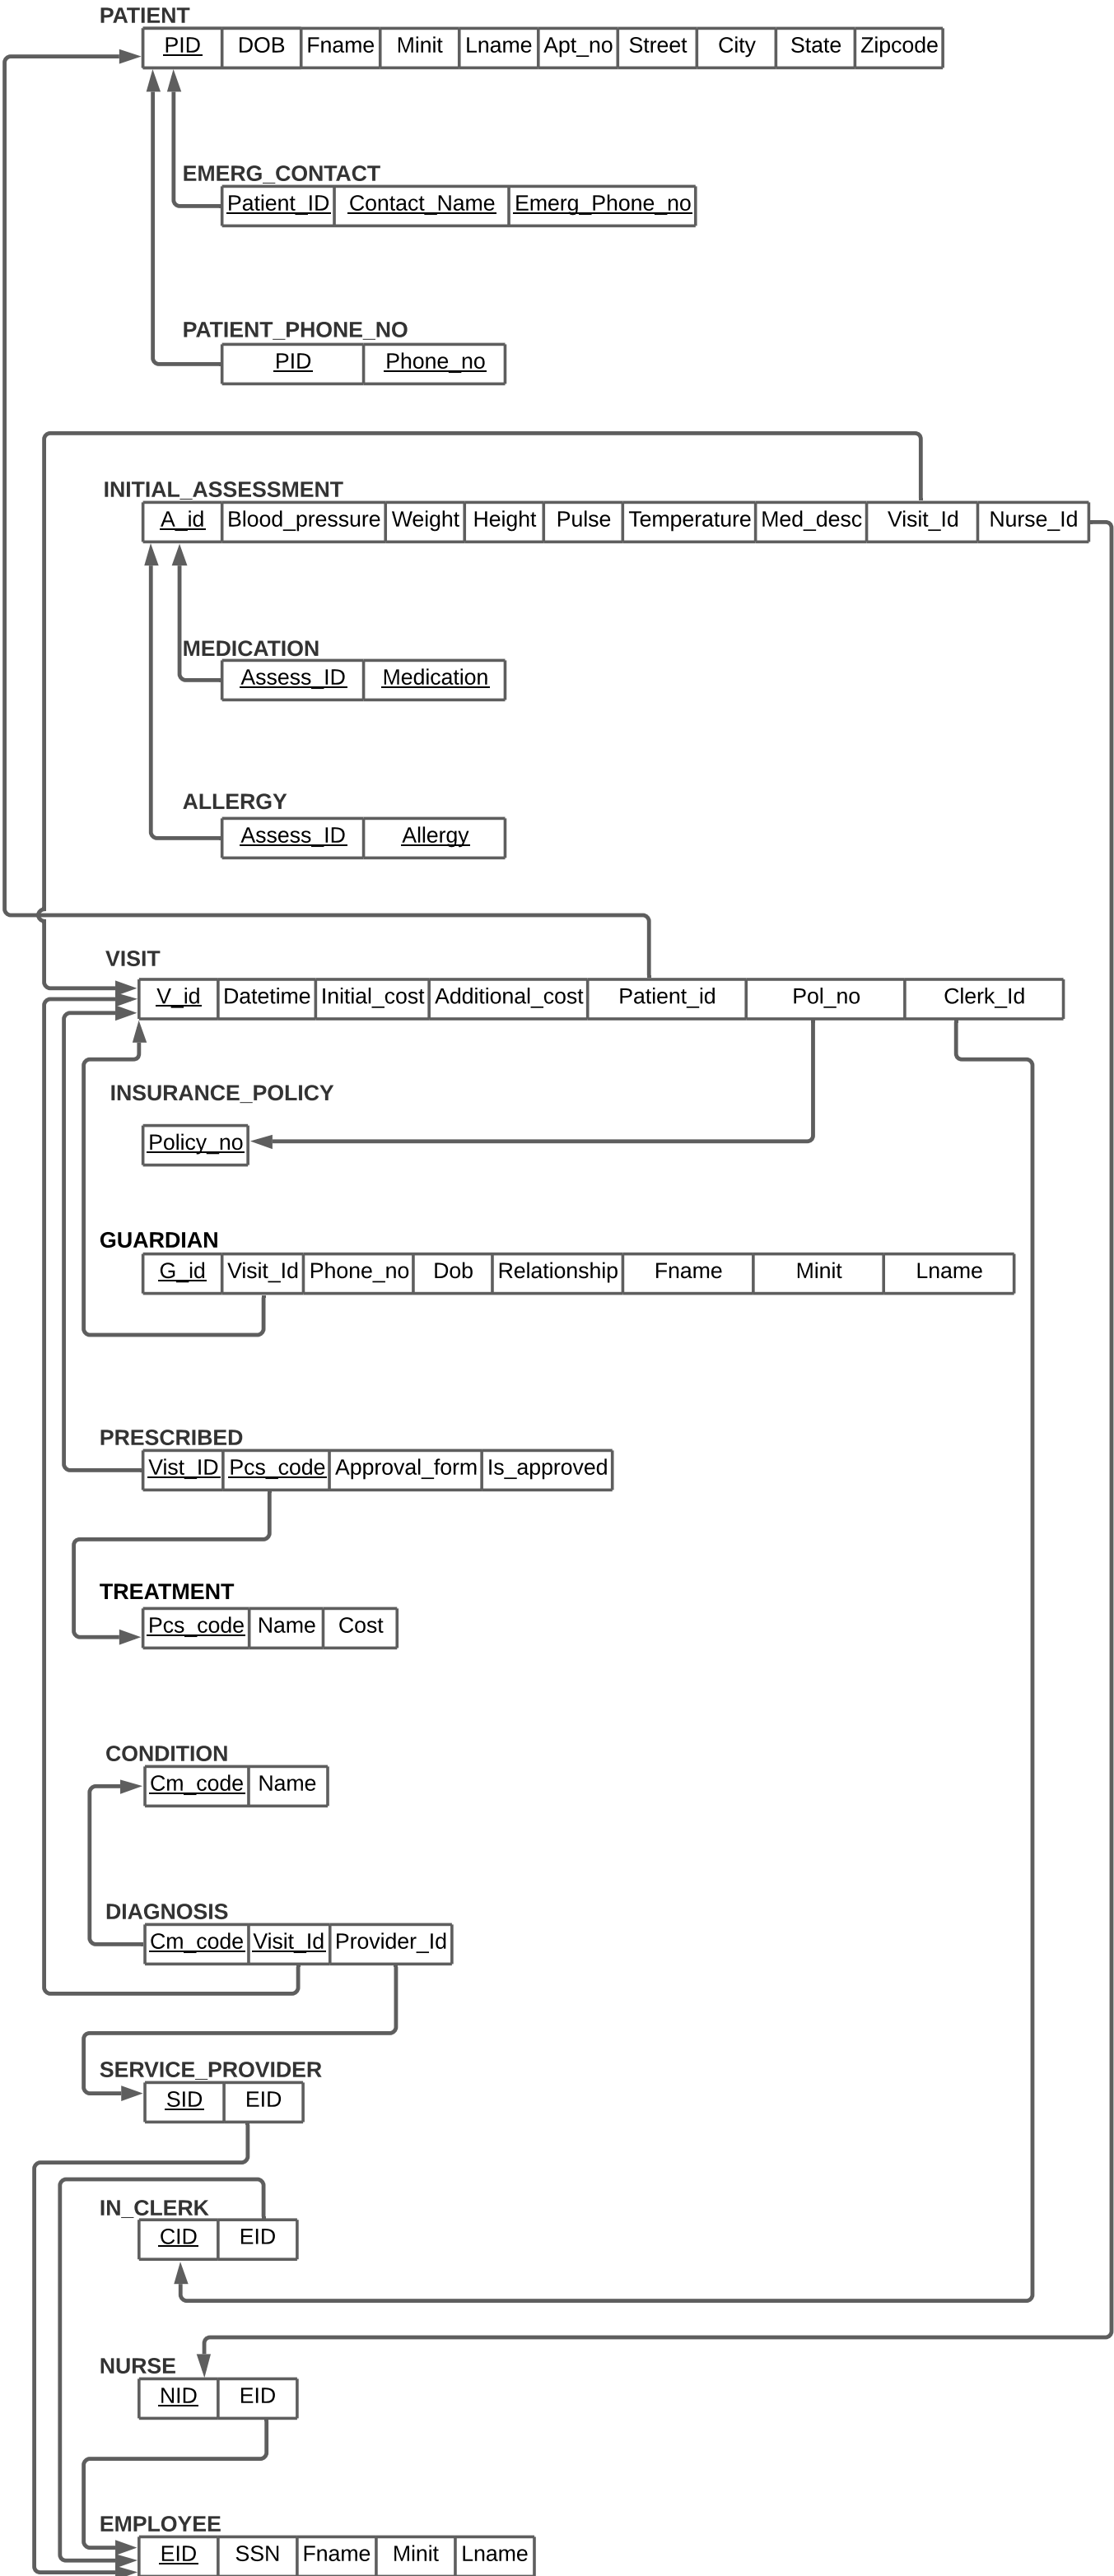 PATIENT
PID DOB Fname Minit Lname Apt_no Street City State Zipcode
EMERG_CONTACT
Patient_ID Contact_Name Emerg_Phone_no
PATIENT_PHONE_NO
PID Phone_no
INITIAL_ASSESSMENT
A_id Blood_pressure Weight Height Pulse Temperature Med_desc Visit_Id Nurse_Id
MEDICATION
Assess_ID Medication
ALLERGY
Assess_ID Allergy
VISIT
V_id Datetime Initial_cost Additional_cost Patient_id Pol_no Clerk_Id
INSURANCE_POLICY
Policy_no
GUARDIAN
G_id Visit_Id Phone_no Dob Relationship Fname Minit Lname
PRESCRIBED
Vist_ID Pcs_code Approval_form Is_approved
TREATMENT
Pcs_code Name Cost
CONDITION
Cm_code Name
DIAGNOSIS
Cm_code Visit_Id Provider_Id
SERVICE_PROVIDER
SID EID
IN_CLERK
CID EID
NURSE
NID EID
EMPLOYEE
EID SSN Fname Minit Lname